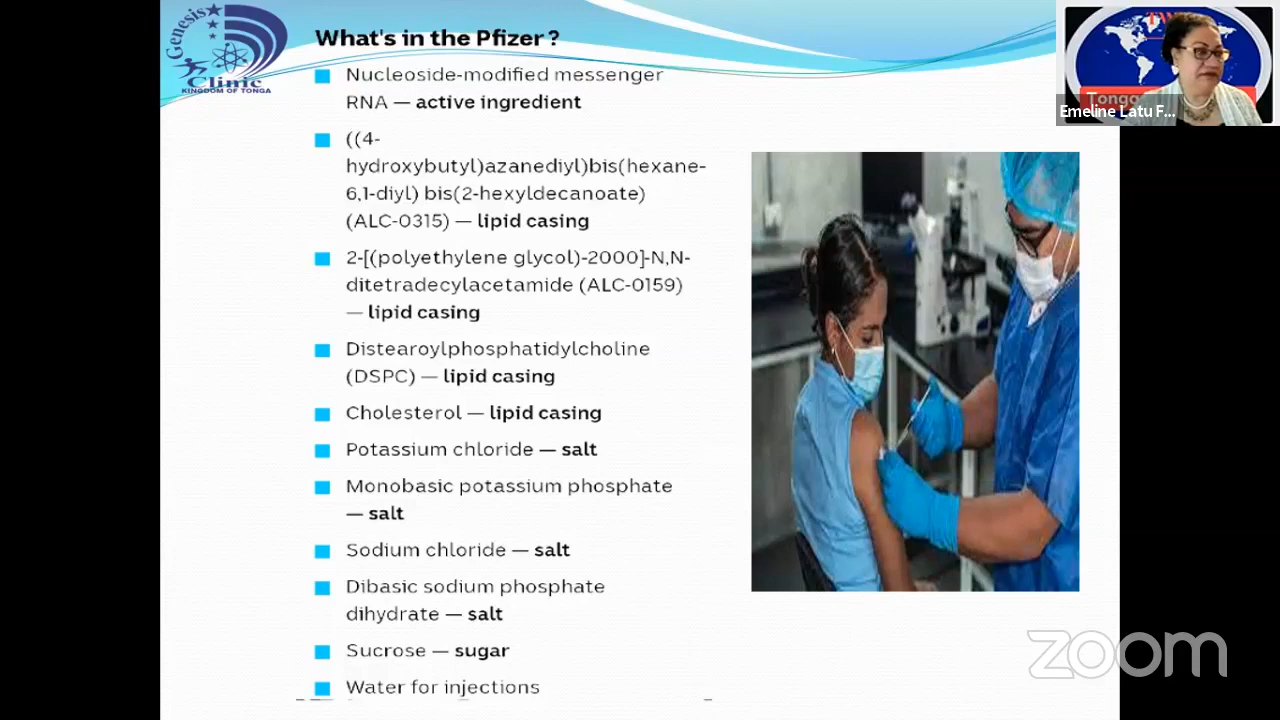 Genesis
Clinic
KINGDOM OF TONGA
What's in the Pfizer ?
Nucleoside-modified messenger
RNA — active ingredient
((4-
hydroxybutyl)azanediyl)bis(hexane-
6,1-diyl) bis(2-hexyldecanoate)
(ALC-0315) — lipid casing
2-[(polyethylene glycol)-2000]-N,N-
ditetradecylacetamide (ALC-0159)
— lipid casing
Distearoylphosphatidylcholine
(DSPC) — lipid casing
Cholesterol — lipid casing
Potassium chloride — salt
Monobasic potassium phosphate
— salt
Sodium chloride — salt
Dibasic sodium phosphate
dihydrate — salt
Sucrose — sugar
Water for injections
Tonga
Emeline Latu F...
zoom